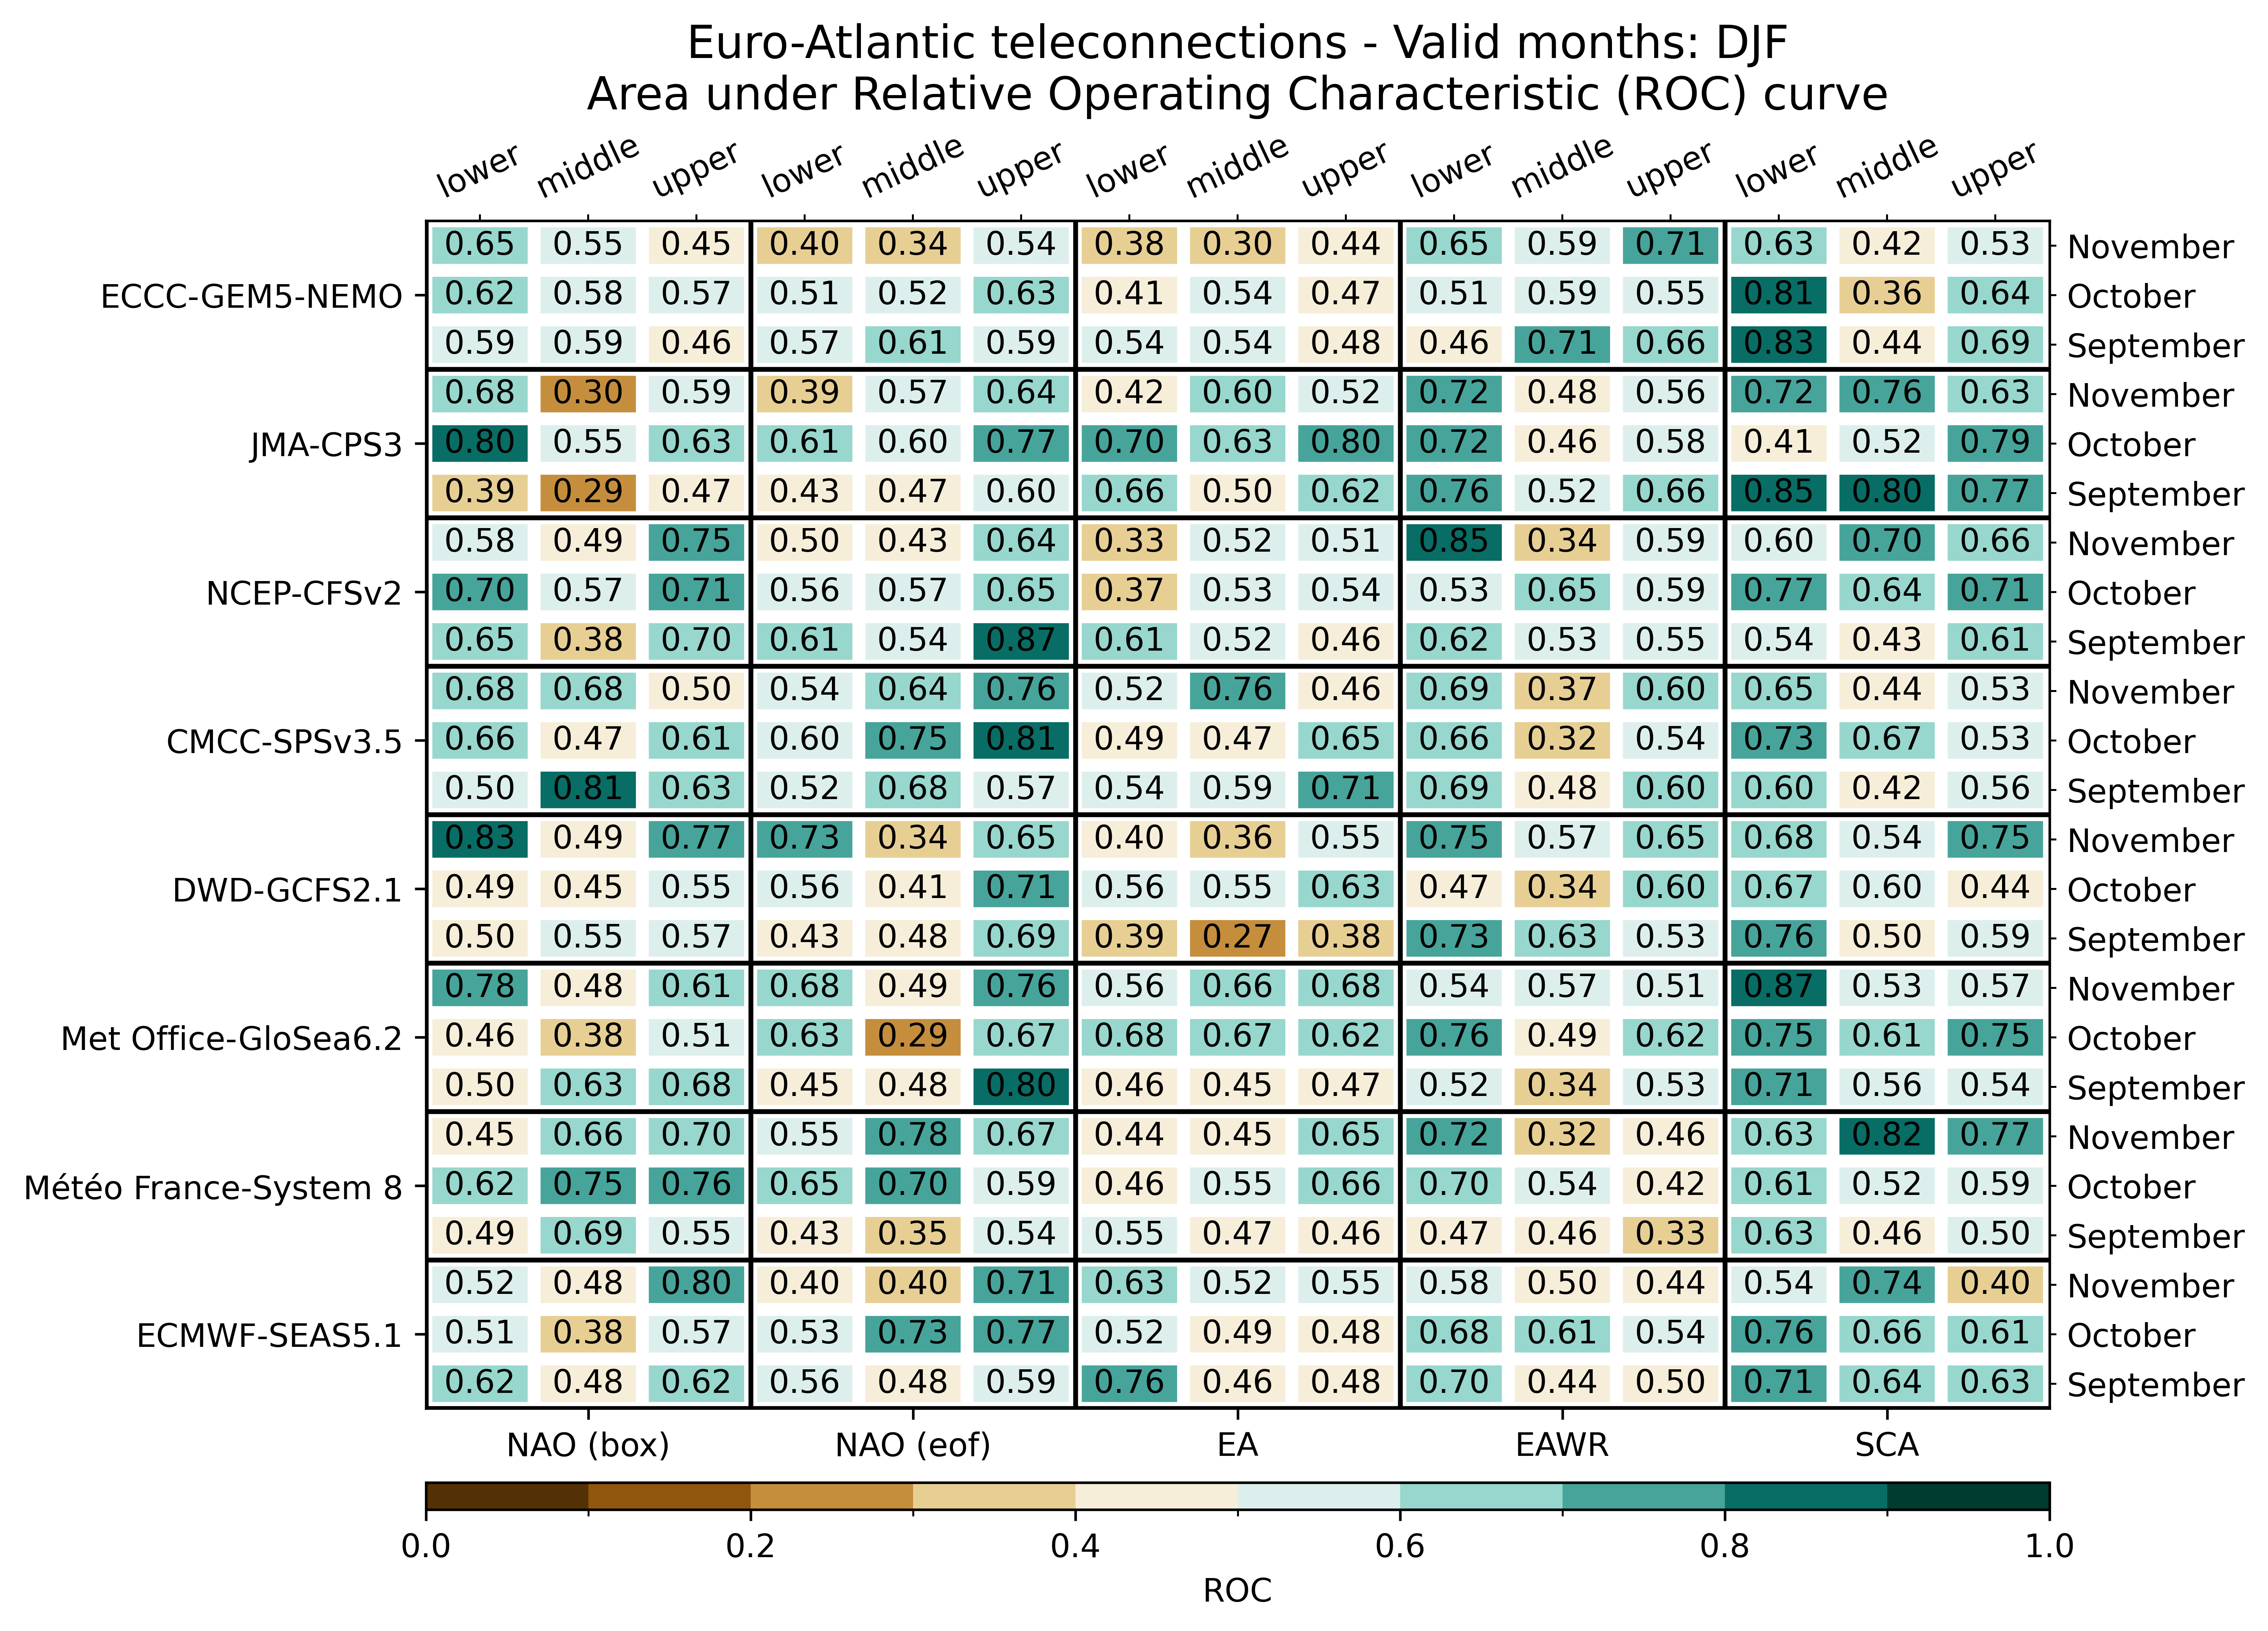 Euro-Atlantic teleconnections - Valid months: DJF
Area under Relative Operating Characteristic (ROC) curve
lower middle upper lower middle upper lower middle upper lower middle upper lower middle upper
0.65 0.55 0.45 0.40 0.34 0.54 0.38 0.30 0.44 0.65 0.59 0.71 0.63 0.42 0.53 November
ECCC-GEM5-NEMO 0.62 0.58 0.57 0.51 0.52 0.63 0.41 0.54 0.47 0.51 0.59 0.55 0.81 0.36 0.64 October
0.59 0.59 0.46 0.57 0.61 0.59 0.54 0.54 0.48 0.46 0.71 0.66 0.83 0.44 0.69 September
0.68 0.30 0.59 0.39 0.57 0.64 0.42 0.60 0.52 0.72 0.48 0.56 0.72 0.76 0.63 November
JMA-CPS3 0.80 0.55 0.63 0.61 0.60 0.77 0.70 0.63 0.80 0.72 0.46 0.58 0.41 0.52 0.79 October
0.39 0.29 0.47 0.43 0.47 0.60 0.66 0.50 0.62 0.76 0.52 0.66 0.85 0.80 0.77 September
0.58 0.49 0.75 0.50 0.43 0.64 0.33 0.52 0.51 0.85 0.34 0.59 0.60 0.70 0.66 November
NCEP-CFSv2 0.70 0.57 0.71 0.56 0.57 0.65 0.37 0.53 0.54 0.53 0.65 0.59 0.77 0.64 0.71 October
0.65 0.38 0.70 0.61 0.54 0.87 0.61 0.52 0.46 0.62 0.53 0.55 0.54 0.43 0.61 September
0.68 0.68 0.50 0.54 0.64 0.76 0.52 0.76 0.46 0.69 0.37 0.60 0.65 0.44 0.53 November
CMCC-SPSv3.5 0.66 0.47 0.61 0.60 0.75 0.81 0.49 0.47 0.65 0.66 0.32 0.54 0.73 0.67 0.53 October
0.50 0.81 0.63 0.52 0.68 0.57 0.54 0.59 0.71 0.69 0.48 0.60 0.60 0.42 0.56 September
0.83 0.49 0.77 0.73 0.34 0.65 0.40 0.36 0.55 0.75 0.57 0.65 0.68 0.54 0.75 November
DWD-GCFS2.1 0.49 0.45 0.55 0.56 0.41 0.71 0.56 0.55 0.63 0.47 0.34 0.60 0.67 0.60 0.44 October
0.50 0.55 0.57 0.43 0.48 0.69 0.39 0.27 0.38 0.73 0.63 0.53 0.76 0.50 0.59 September
0.78 0.48 0.61 0.68 0.49 0.76 0.56 0.66 0.68 0.54 0.57 0.51 0.87 0.53 0.57 November
Met Office-GloSea6.2 0.46 0.38 0.51 0.63 0.29 0.67 0.68 0.67 0.62 0.76 0.49 0.62 0.75 0.61 0.75 October
0.50 0.63 0.68 0.45 0.48 0.80 0.46 0.45 0.47 0.52 0.34 0.53 0.71 0.56 0.54 September
0.45 0.66 0.70 0.55 0.78 0.67 0.44 0.45 0.65 0.72 0.32 0.46 0.63 0.82 0.77 November
Météo France-System 8 0.62 0.75 0.76 0.65 0.70 0.59 0.46 0.55 0.66 0.70 0.54 0.42 0.61 0.52 0.59 October
0.49 0.69 0.55 0.43 0.35 0.54 0.55 0.47 0.46 0.47 0.46 0.33 0.63 0.46 0.50 September
0.52 0.48 0.80 0.40 0.40 0.71 0.63 0.52 0.55 0.58 0.50 0.44 0.54 0.74 0.40 November
ECMWF-SEAS5.1 0.51 0.38 0.57 0.53 0.73 0.77 0.52 0.49 0.48 0.68 0.61 0.54 0.76 0.66 0.61 October
0.62 0.48 0.62 0.56 0.48 0.59 0.76 0.46 0.48 0.70 0.44 0.50 0.71 0.64 0.63 September
NAO (box) NAO (eof) EA EAWR SCA
0.0 0.2 0.4 0.6 0.8 1.0
ROC